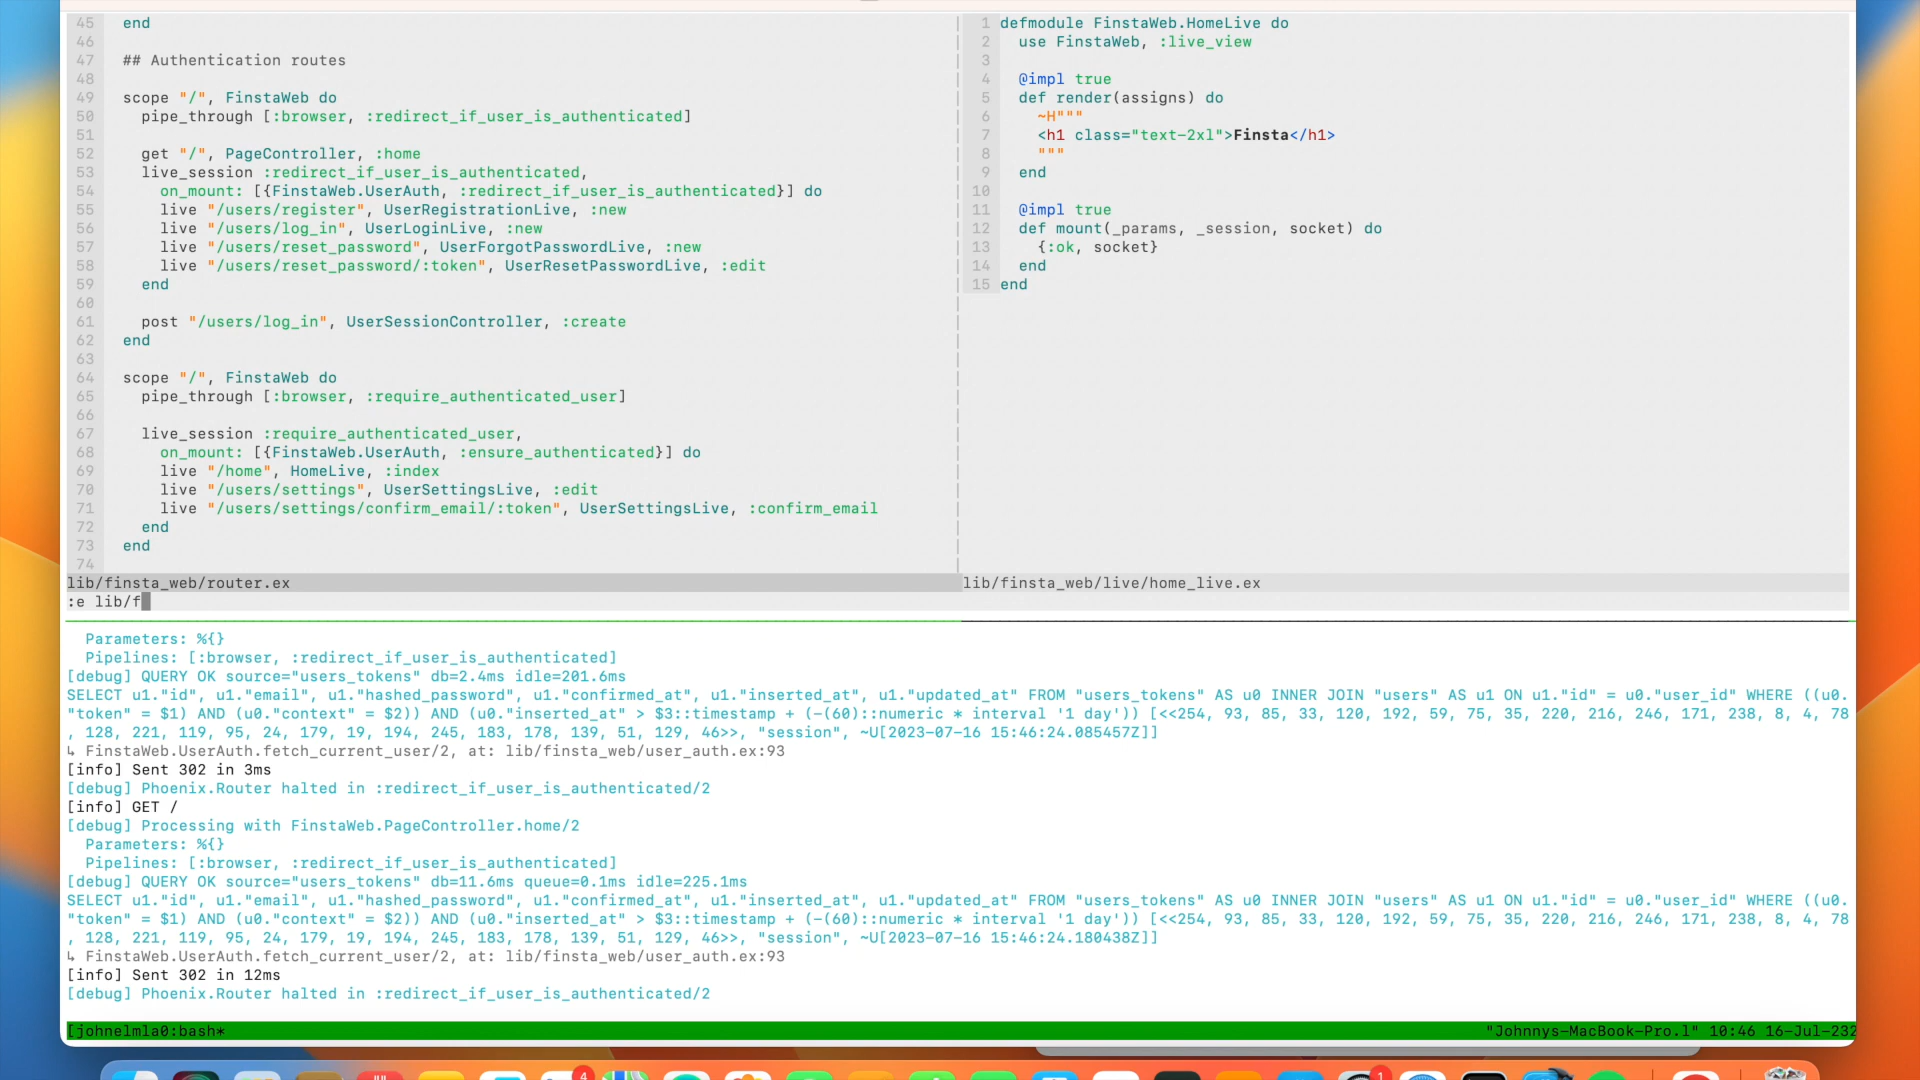 45 end
46
47 ## Authentication routes
48
49 scope "/", FinstaWeb do
50 pipe_through [:browser, :redirect_if_user_is_authenticated]
51
52 get "/", PageController, :home
53 live_session :redirect_if_user_is_authenticated,
54 on_mount: [{FinstaWeb.UserAuth, :redirect_if_user_is_authenticated}] do
55 live "/users/register", UserRegistrationLive, :new
56 live "/users/log_in", UserLoginLive, :new
57 live "/users/reset_password", UserForgotPasswordLive, :new
58 live "/users/reset_password/:token", UserResetPasswordLive, :edit
59 end
60
61 post "/users/log_in", UserSessionController, :create
62 end
63
64 scope "/", FinstaWeb do
65 pipe_through [:browser, :require_authenticated_user]
66
67 live_session :require_authenticated_user,
68 on_mount: [{FinstaWeb.UserAuth, :ensure_authenticated}] do
69 live "/home", HomeLive, :index
70 live "/users/settings", UserSettingsLive, :edit
71 live "/users/settings/confirm_email/:token", UserSettingsLive, :confirm_email
72 end
73 end
74
lib/finsta_web/router.ex
:e lib/f
1 defmodule FinstaWeb.HomeLive do
2 use FinstaWeb, :live_view
3
4 @impl true
5 def render(assigns) do
6 ~H"""
7 <h1 class="text-2xl">Finsta</h1>
8 """
9 end
10
11 @impl true
12 def mount(_params, _session, socket) do
13 {:ok, socket}
14 end
15 end
lib/finsta_web/live/home_live.ex
Parameters: %{}
Pipelines: [:browser, :redirect_if_user_is_authenticated]
[debug] QUERY OK source="users_tokens" db=2.4ms idle=201.6ms
SELECT u1."id", u1."email", u1."hashed_password", u1."confirmed_at", u1."inserted_at", u1."updated_at" FROM "users_tokens" AS u0 INNER JOIN "users" AS u1 ON u1."id" = u0."user_id" WHERE ((u0.
"token" = $1) AND (u0."context" = $2)) AND (u0."inserted_at" > $3::timestamp + (-(60)::numeric * interval '1 day')) [<<254, 93, 85, 33, 120, 192, 59, 75, 35, 220, 216, 246, 171, 238, 8, 4, 78
, 128, 221, 119, 95, 24, 179, 19, 194, 245, 183, 178, 139, 51, 129, 46>>, "session", ~U[2023-07-16 15:46:24.085457Z]]
↳ FinstaWeb.UserAuth.fetch_current_user/2, at: lib/finsta_web/user_auth.ex:93
[info] Sent 302 in 3ms
[debug] Phoenix.Router halted in :redirect_if_user_is_authenticated/2
[info] GET /
[debug] Processing with FinstaWeb.PageController.home/2
Parameters: %{}
Pipelines: [:browser, :redirect_if_user_is_authenticated]
[debug] QUERY OK source="users_tokens" db=11.6ms queue=0.1ms idle=225.1ms
SELECT u1."id", u1."email", u1."hashed_password", u1."confirmed_at", u1."inserted_at", u1."updated_at" FROM "users_tokens" AS u0 INNER JOIN "users" AS u1 ON u1."id" = u0."user_id" WHERE ((u0.
"token" = $1) AND (u0."context" = $2)) AND (u0."inserted_at" > $3::timestamp + (-(60)::numeric * interval '1 day')) [<<254, 93, 85, 33, 120, 192, 59, 75, 35, 220, 216, 246, 171, 238, 8, 4, 78
, 128, 221, 119, 95, 24, 179, 19, 194, 245, 183, 178, 139, 51, 129, 46>>, "session", ~U[2023-07-16 15:46:24.180438Z]]
↳ FinstaWeb.UserAuth.fetch_current_user/2, at: lib/finsta_web/user_auth.ex:93
[info] Sent 302 in 12ms
[debug] Phoenix.Router halted in :redirect_if_user_is_authenticated/2
[johnelmla0:bash* "Johnnys-MacBook-Pro.l" 10:46 16-Jul-232
4
1